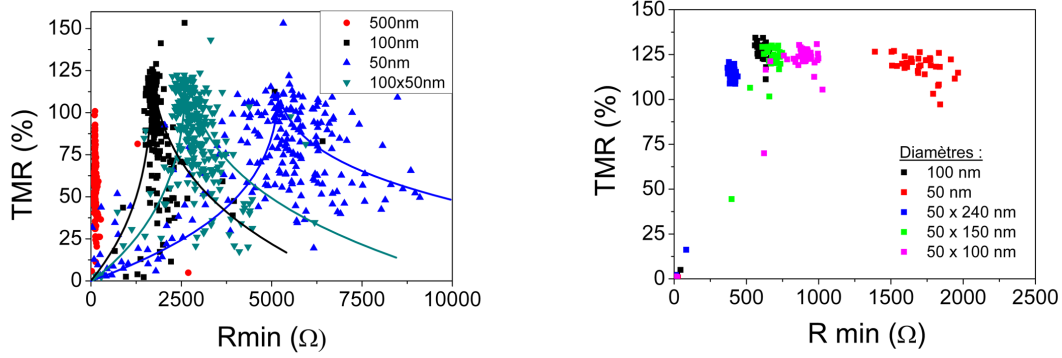 TMR (%)
150
125
100
75
50
25
0
0 2500 5000 7500 10000
Rmin (Ω)
500nm
100nm
50nm
100x50nm
TMR (%)
150
125
100
75
50
25
0
0 500 1000 1500 2000 2500
R min (Ω)
Diamètres :
100 nm
50 nm
50 x 240 nm
50 x 150 nm
50 x 100 nm